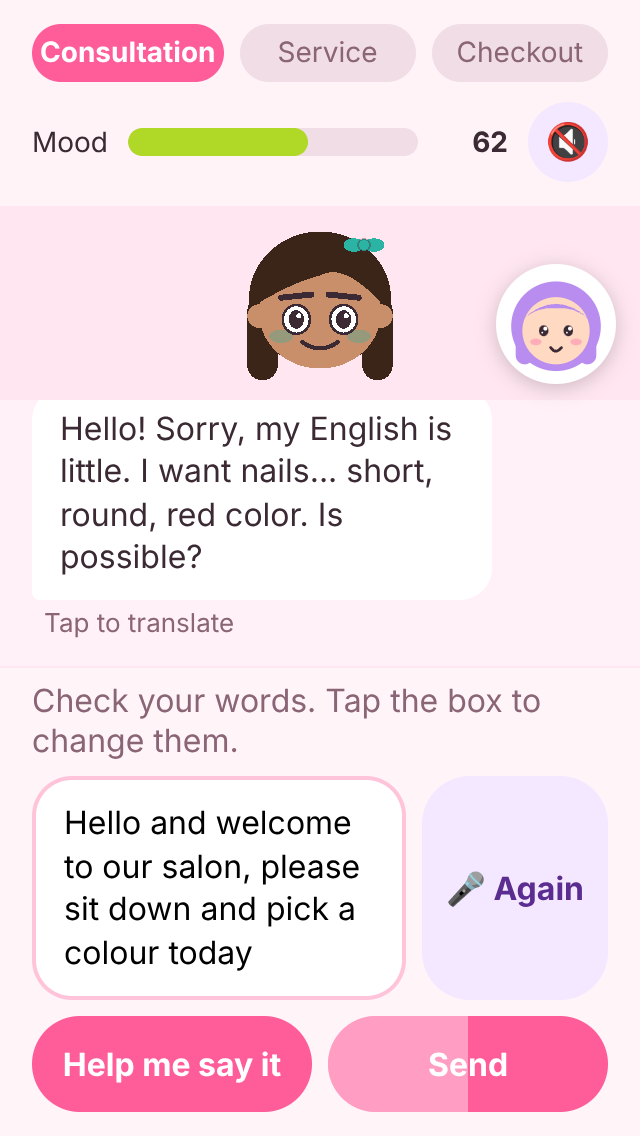 Consultation Service Checkout
Mood 62
Hello! Sorry, my English is
little. I want nails... short,
round, red color. Is
possible?
Tap to translate
Check your words. Tap the box to
change them.
Hello and welcome
to our salon, please
sit down and pick a
colour today
Again
Help me say it Send